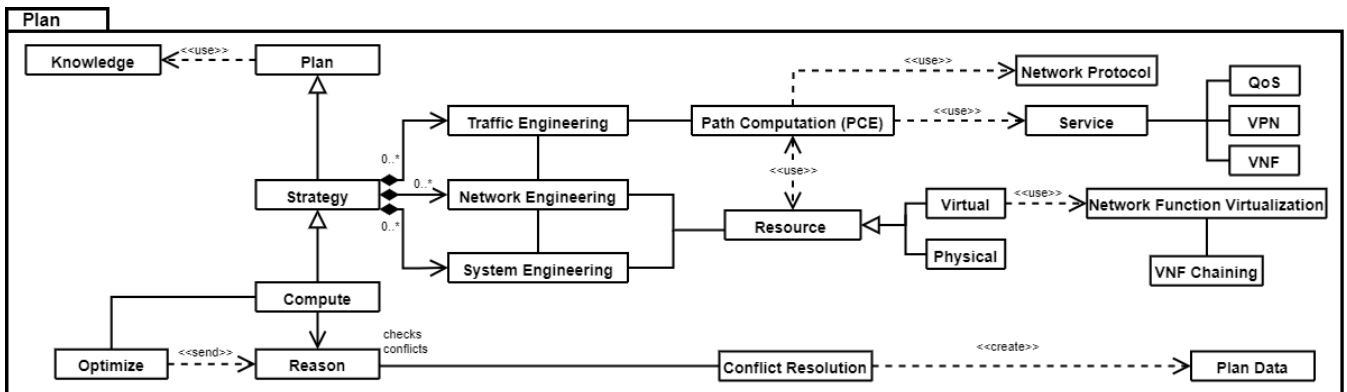 Plan
Knowledge
<<use>>
Plan
<<use>>
Network Protocol
QoS
Traffic Engineering
Path Computation (PCE)
<<use>>
Service
VPN
0..*
VNF
<<use>>
Strategy
0..*
Network Engineering
Virtual
<<use>>
Network Function Virtualization
0..*
Resource
Physical
System Engineering
VNF Chaining
Compute
checks
conflicts
Optimize
<<send>>
Reason
Conflict Resolution
<<create>>
Plan Data